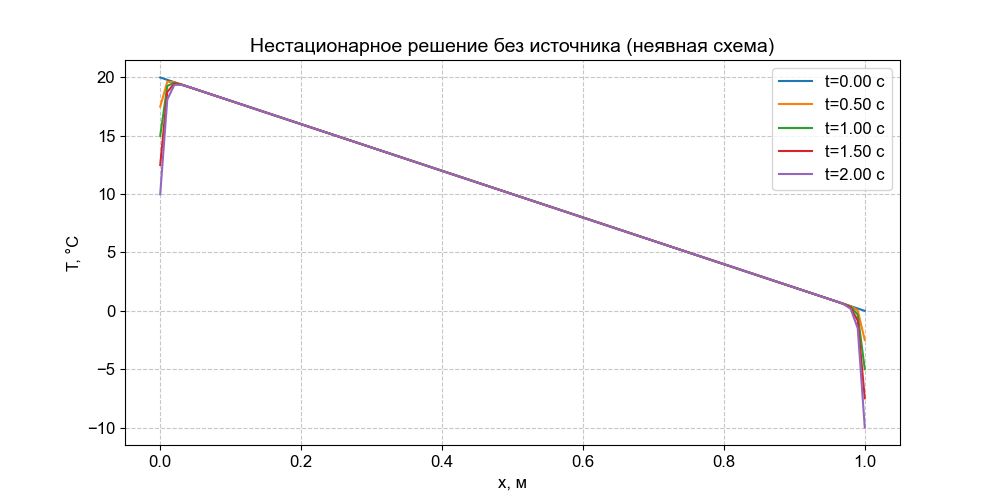 Нестационарное решение без источника (неявная схема)
20
15
10
5
0
−5
−10
T, °C
t=0.00 с
t=0.50 с
t=1.00 с
t=1.50 с
t=2.00 с
0.0
0.2
0.4
0.6
0.8
1.0
x, м